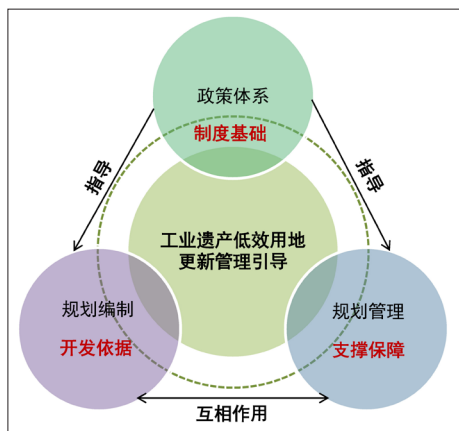 政策体系
制度基础
指导
指导
工业遗产低效用地
更新管理引导
规划编制
开发依据
规划管理
支撑保障
互相作用